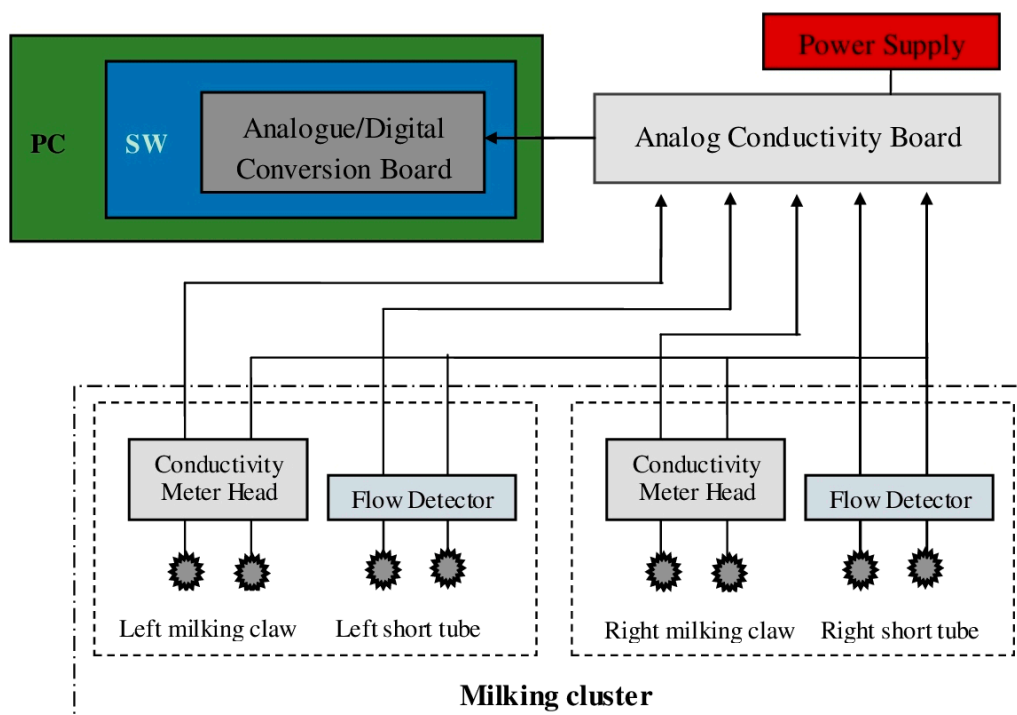 Power Supply
PC
SW
Analogue/Digital
Conversion Board
Analog Conductivity Board
Conductivity
Meter Head
Flow Detector
Conductivity
Meter Head
Flow Detector
Left milking claw
Left short tube
Right milking claw
Right short tube
Milking cluster